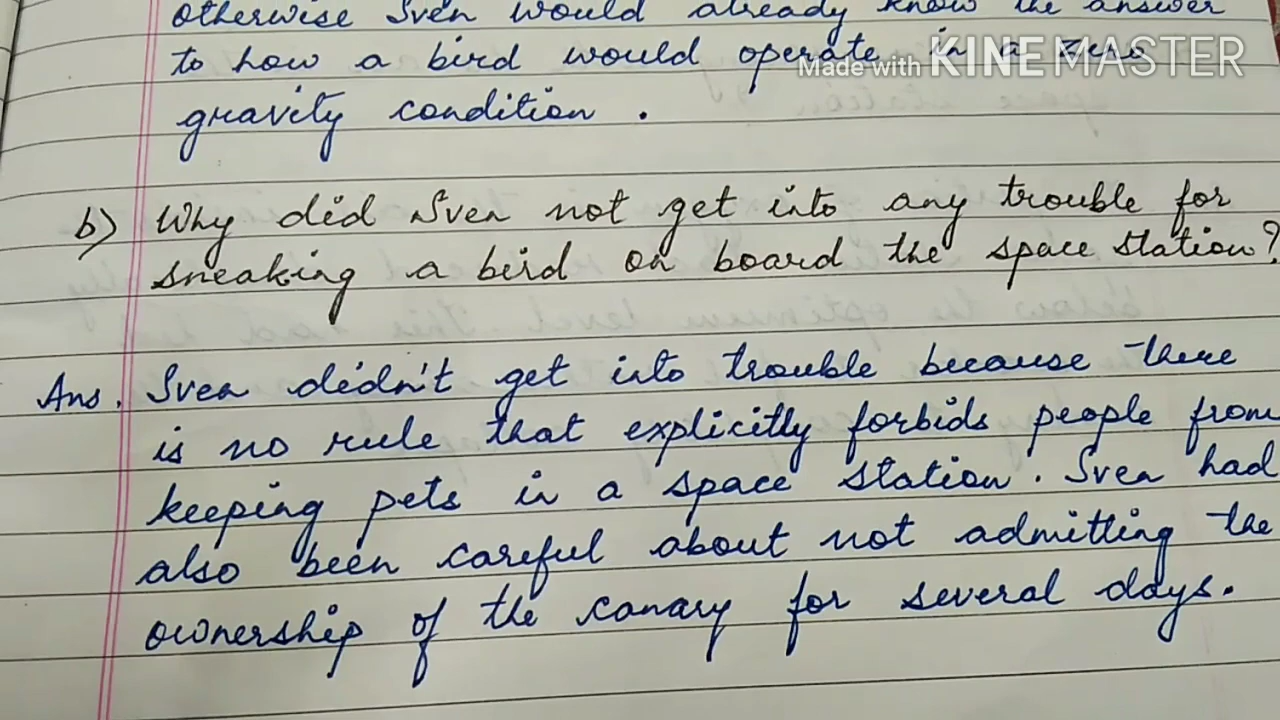 otherwise Sven would already know the answer
to how a bird would operate in a zero
Made with KINEMASTER
gravity condition .
b) Why did Sven not get into any trouble for
sneaking a bird on board the space station?
Ans. Sven didn't get into trouble because there
is no rule that explicitly forbids people from
keeping pets in a space station. Sven had
also been careful about not admitting the
ownership of the canary for several days.